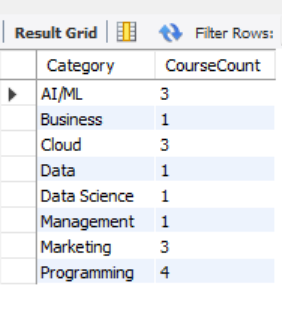 Result Grid Filter Rows:
Category CourseCount
AI/ML 3
Business 1
Cloud 3
Data 1
Data Science 1
Management 1
Marketing 3
Programming 4